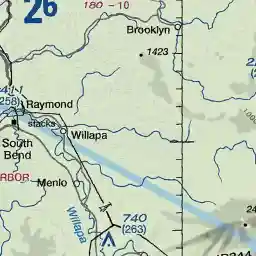 26
180 - 10
Brooklyn
1423
Raymond
stacks
Willapa
South
Bend
Menlo
Willapa
740
(263)